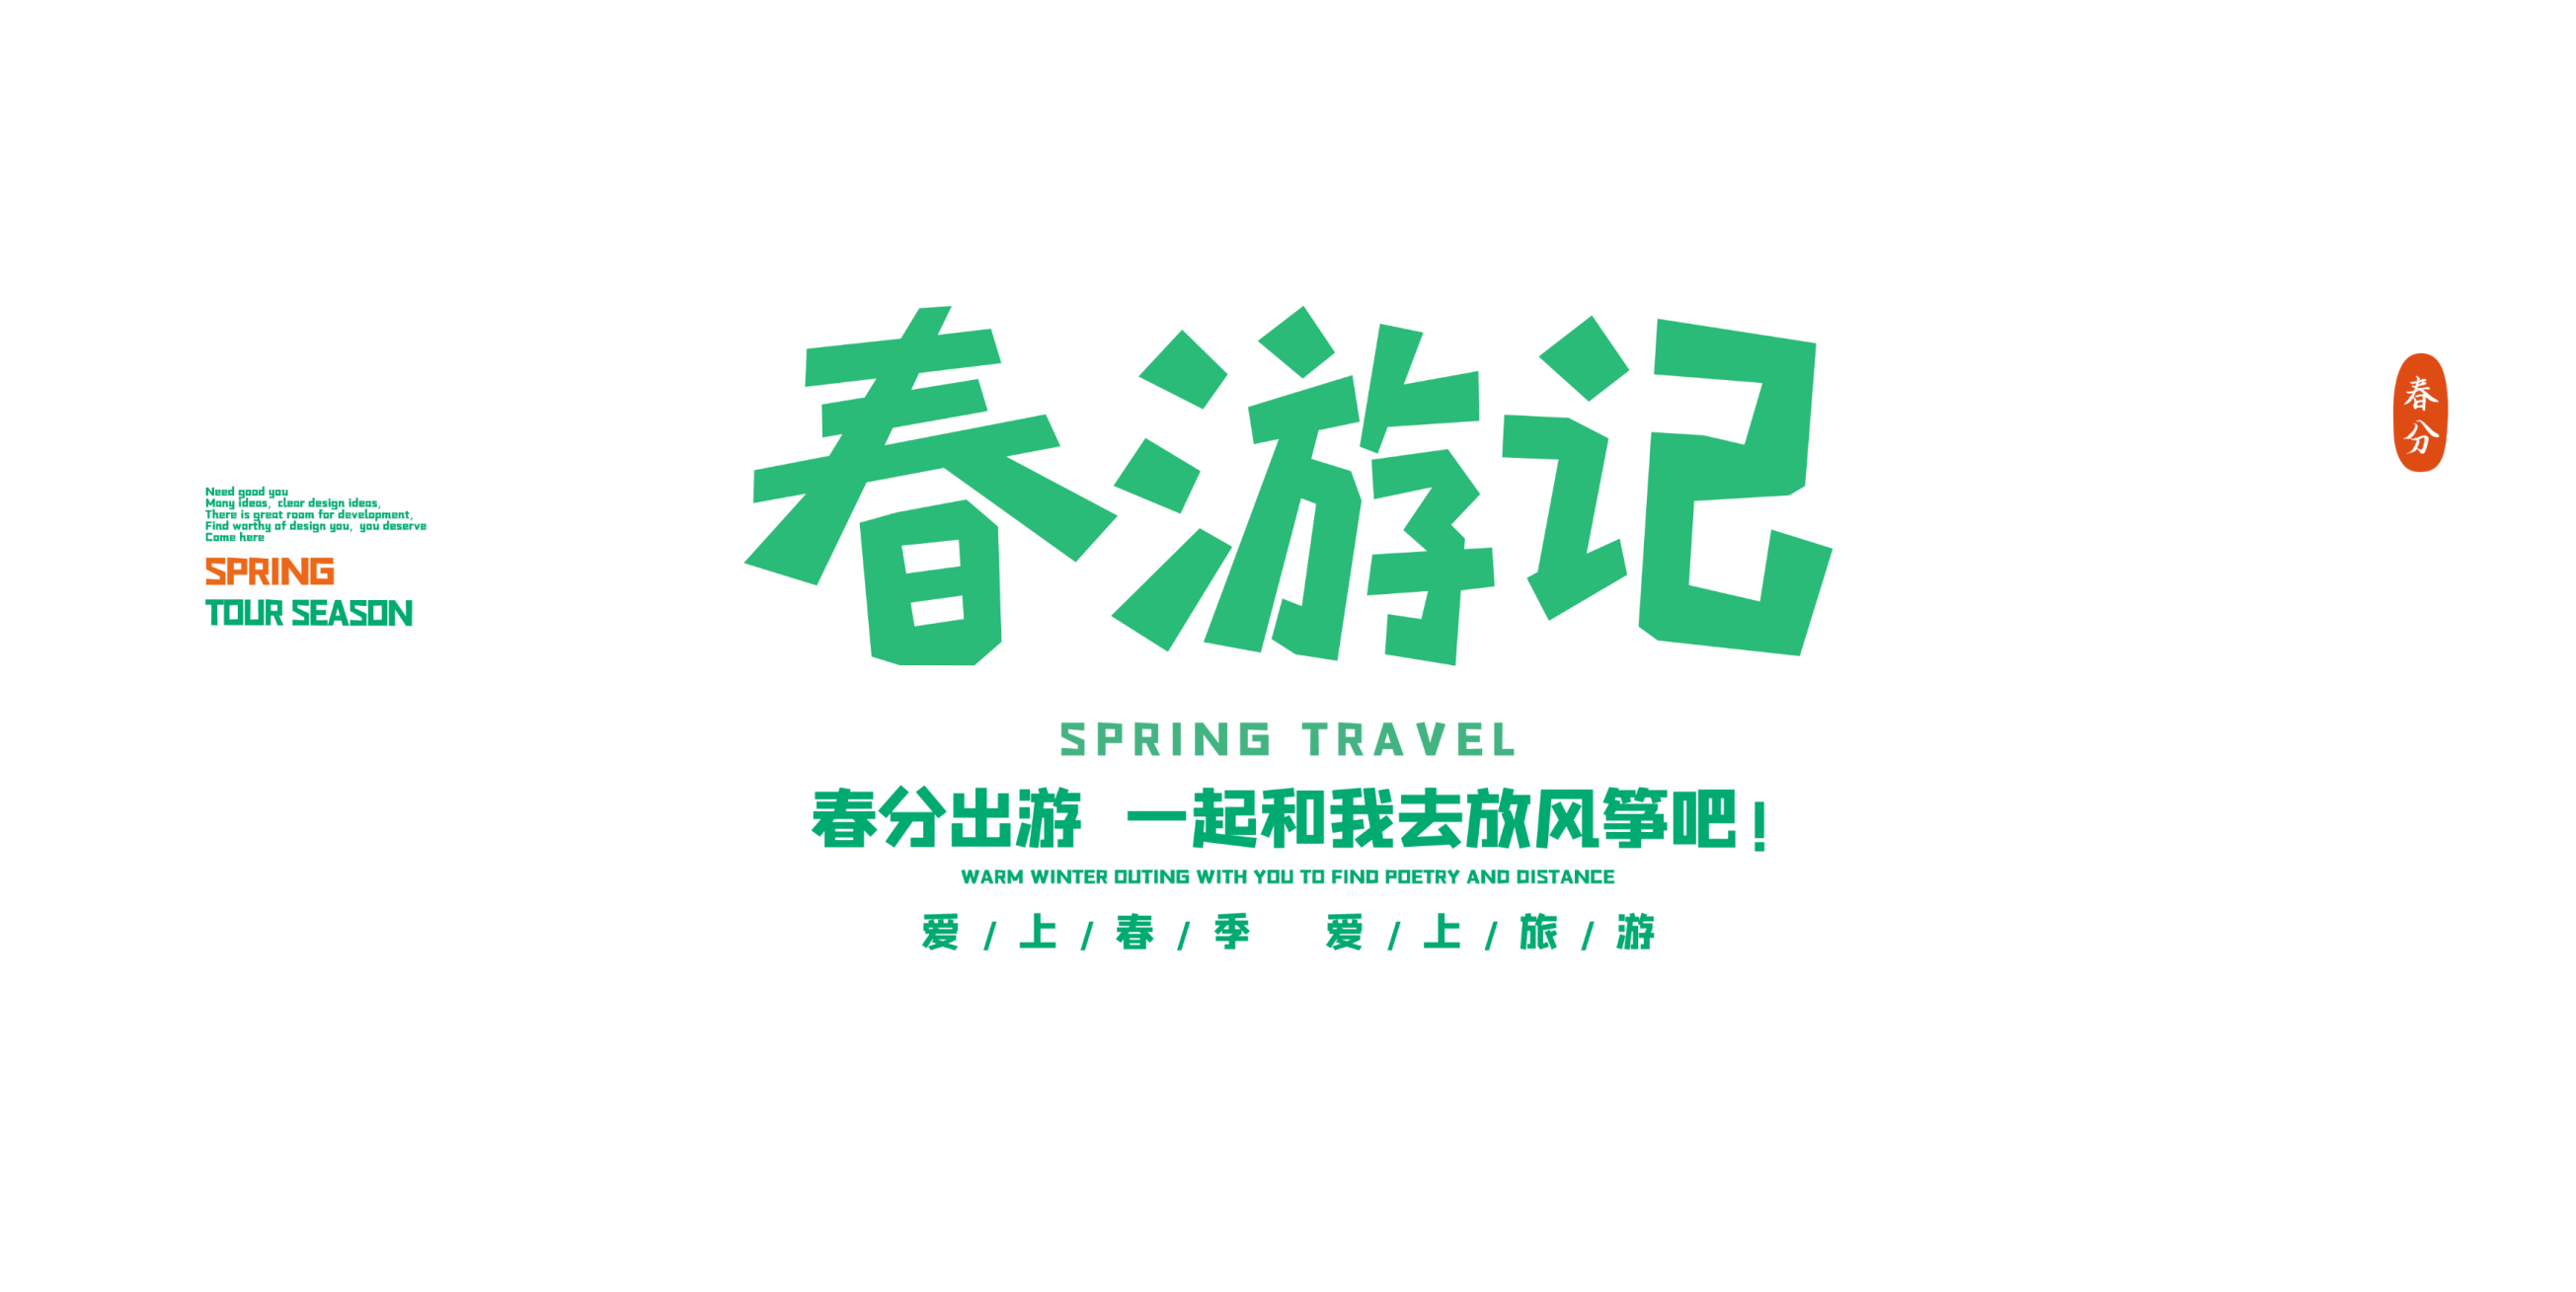 Need good you
Many ideas, clear design ideas,
There is great room for development,
Find worthy of design you, you deserve
Come here
SPRING
TOUR SEASON
春游记
SPRING TRAVEL
春分出游 一起和我去放风筝吧!
WARM WINTER OUTING WITH YOU TO FIND POETRY AND DISTANCE
爱/上/春/季 爱/上/旅/游
春
分